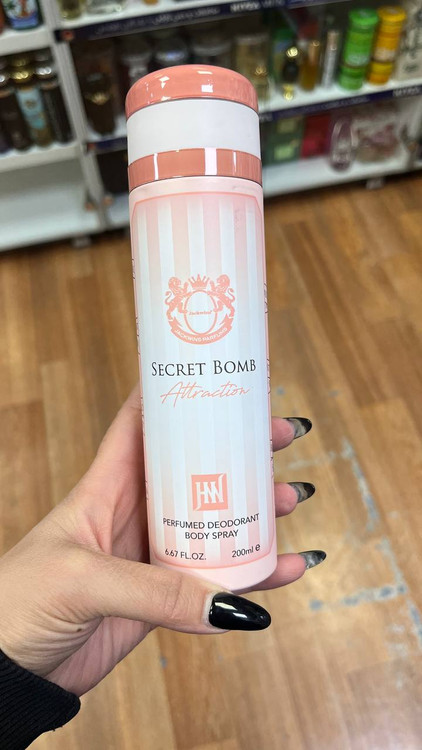 SECRET BOMB
Attraction
HW
PERFUMED DEODORANT
BODY SPRAY
6.67 FL.OZ. 200ml e